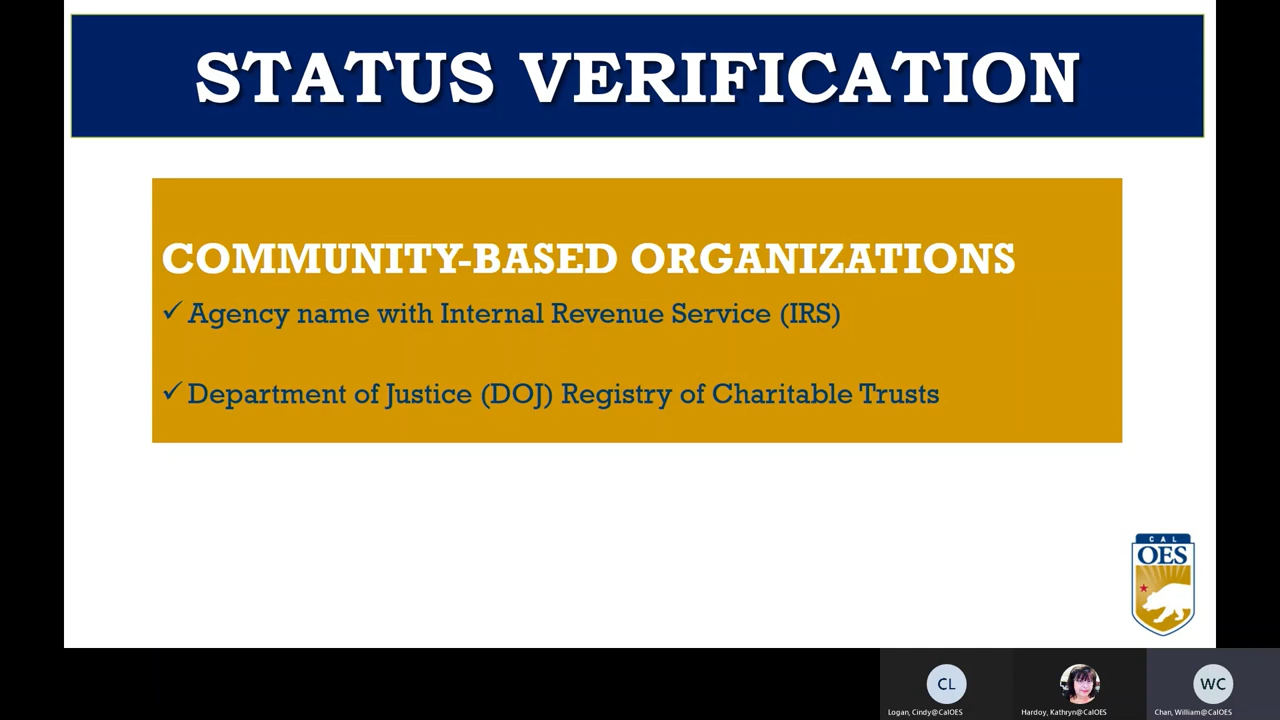 STATUS VERIFICATION
COMMUNITY-BASED ORGANIZATIONS
✓ Agency name with Internal Revenue Service (IRS)
✓ Department of Justice (DOJ) Registry of Charitable Trusts
CAL
OES
CL
WC
Logan, Cindy@CalOES
Hardoy, Kathryn@CalOES
Chan, William@CalOES